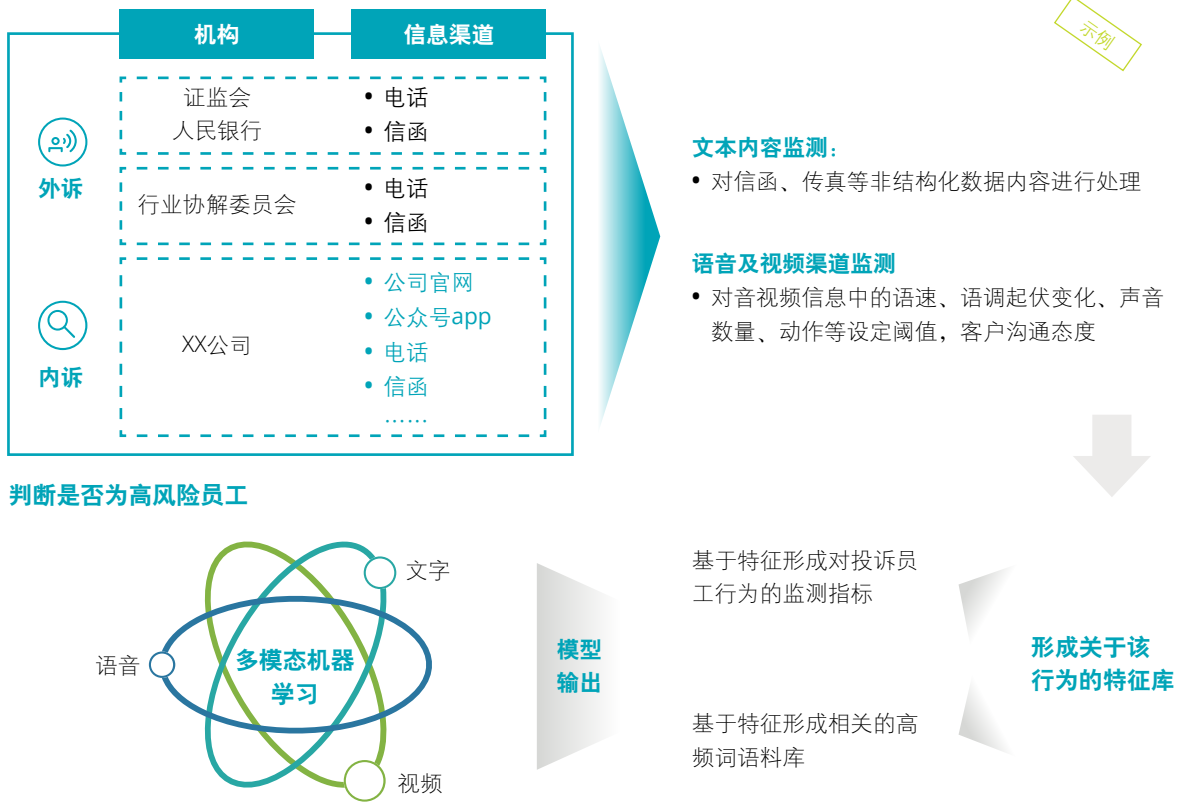 机构
信息渠道
示例
外诉
证监会
人民银行
• 电话
• 信函
行业协解委员会
• 电话
• 信函
内诉
XX公司
• 公司官网
• 公众号app
• 电话
• 信函
……
文本内容监测：
• 对信函、传真等非结构化数据内容进行处理
语音及视频渠道监测
• 对音视频信息中的语速、语调起伏变化、声音
数量、动作等设定阈值，客户沟通态度
判断是否为高风险员工
文字
语音
多模态机器
学习
视频
模型
输出
基于特征形成对投诉员
工行为的监测指标
基于特征形成相关的高
频词语料库
形成关于该
行为的特征库